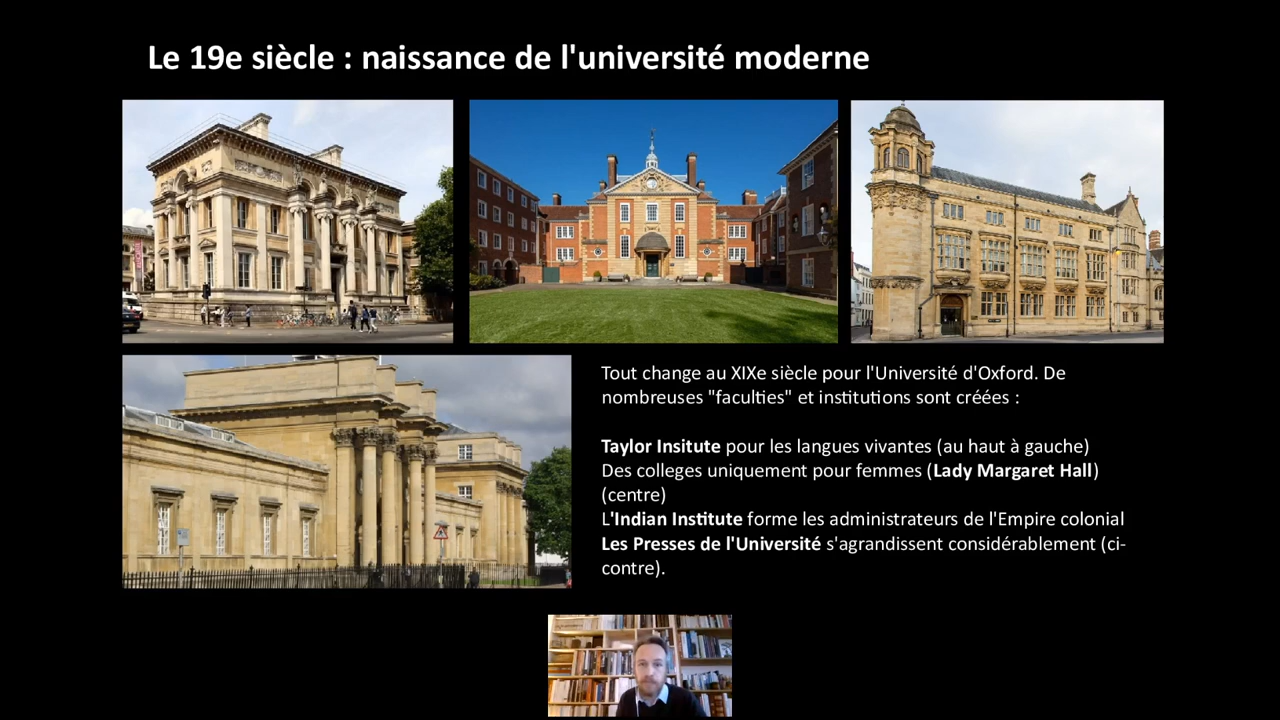 Le 19e siècle : naissance de l'université moderne
Tout change au XIXe siècle pour l'Université d'Oxford. De
nombreuses "faculties" et institutions sont créées :
Taylor Insitute pour les langues vivantes (au haut à gauche)
Des colleges uniquement pour femmes (Lady Margaret Hall)
(centre)
L'Indian Institute forme les administrateurs de l'Empire colonial
Les Presses de l'Université s'agrandissent considérablement (ci-
contre).